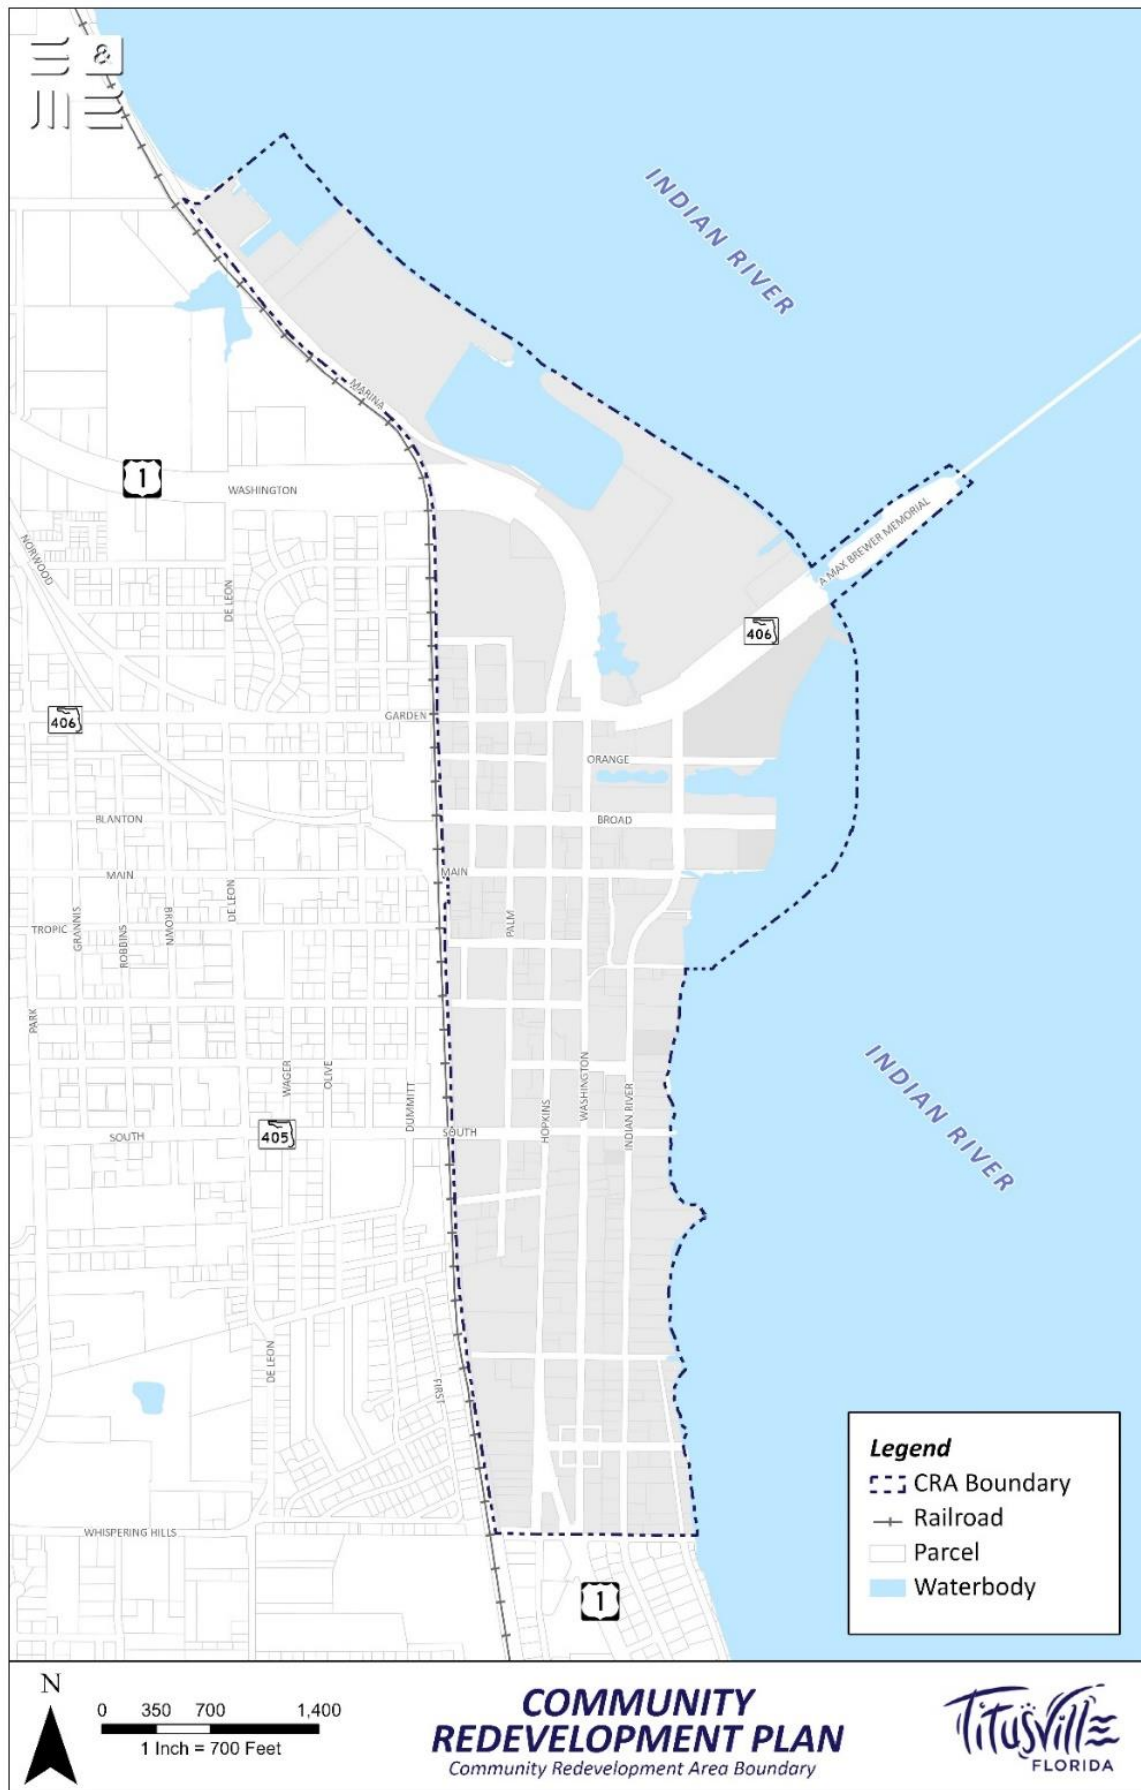 &
INDIAN RIVER
MARINA
1
WASHINGTON
A MAX BREWER MEMORIAL
NORWOOD
DE LEON
406
406
GARDEN
ORANGE
BLANTON
BROAD
MAIN
MAIN
DE LEON
GRANNIS
ROBBINS
BROWN
TROPIC
PALM
PARK
INDIAN RIVER
WAGER
OLIVE
DUMMITT
HOPKINS
WASHINGTON
INDIAN RIVER
SOUTH
405
SOUTH
DE LEON
FIRST
WHISPERING HILLS
1
Legend
CRA Boundary
Railroad
Parcel
Waterbody
N
0 350 700 1,400
1 Inch = 700 Feet
COMMUNITY
REDEVELOPMENT PLAN
Community Redevelopment Area Boundary
TITUSVILLE
FLORIDA